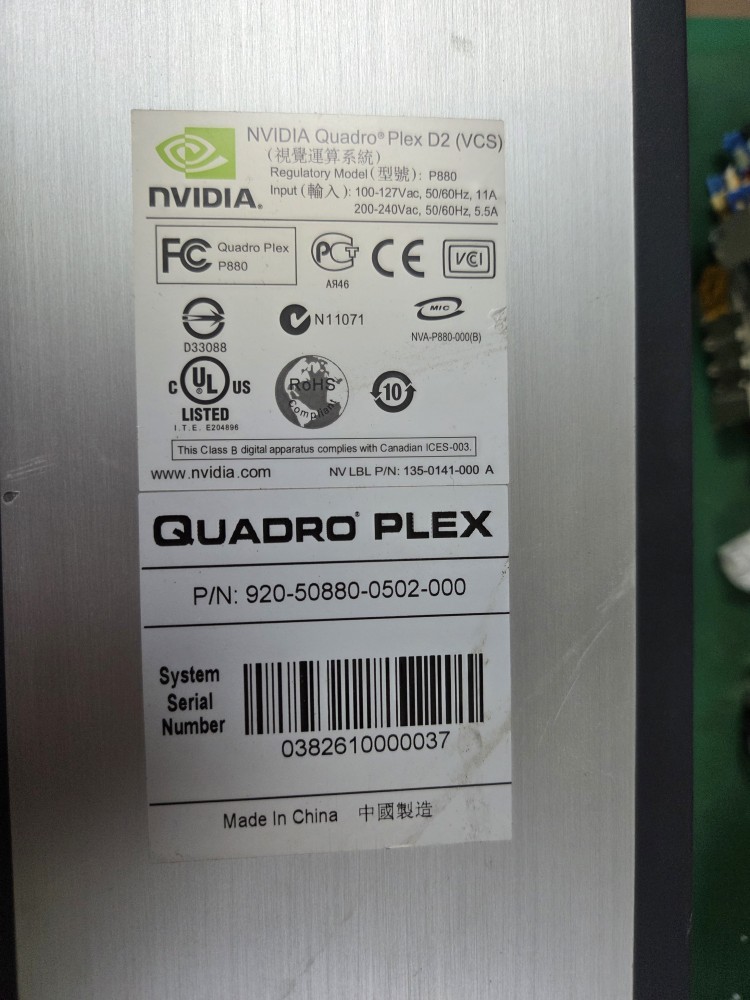 NVIDIA Quadro® Plex D2 (VCS)
(視覺運算系統)
Regulatory Model (型號): P880
Input (輸入): 100-127Vac, 50/60Hz, 11A
200-240Vac, 50/60Hz, 5.5A
NVIDIA.
FC Quadro Plex
P880
PCT
АЯ46
CE
VCI
D33088
N11071
MIC
NVA-P880-000(B)
C UL US
LISTED
I.T.E. E204896
RoHS
Compliant
10
This Class B digital apparatus complies with Canadian ICES-003.
www.nvidia.com NV LBL P/N: 135-0141-000 A
QUADRO® PLEX
P/N: 920-50880-0502-000
System
Serial
Number
0382610000037
Made In China 中國製造